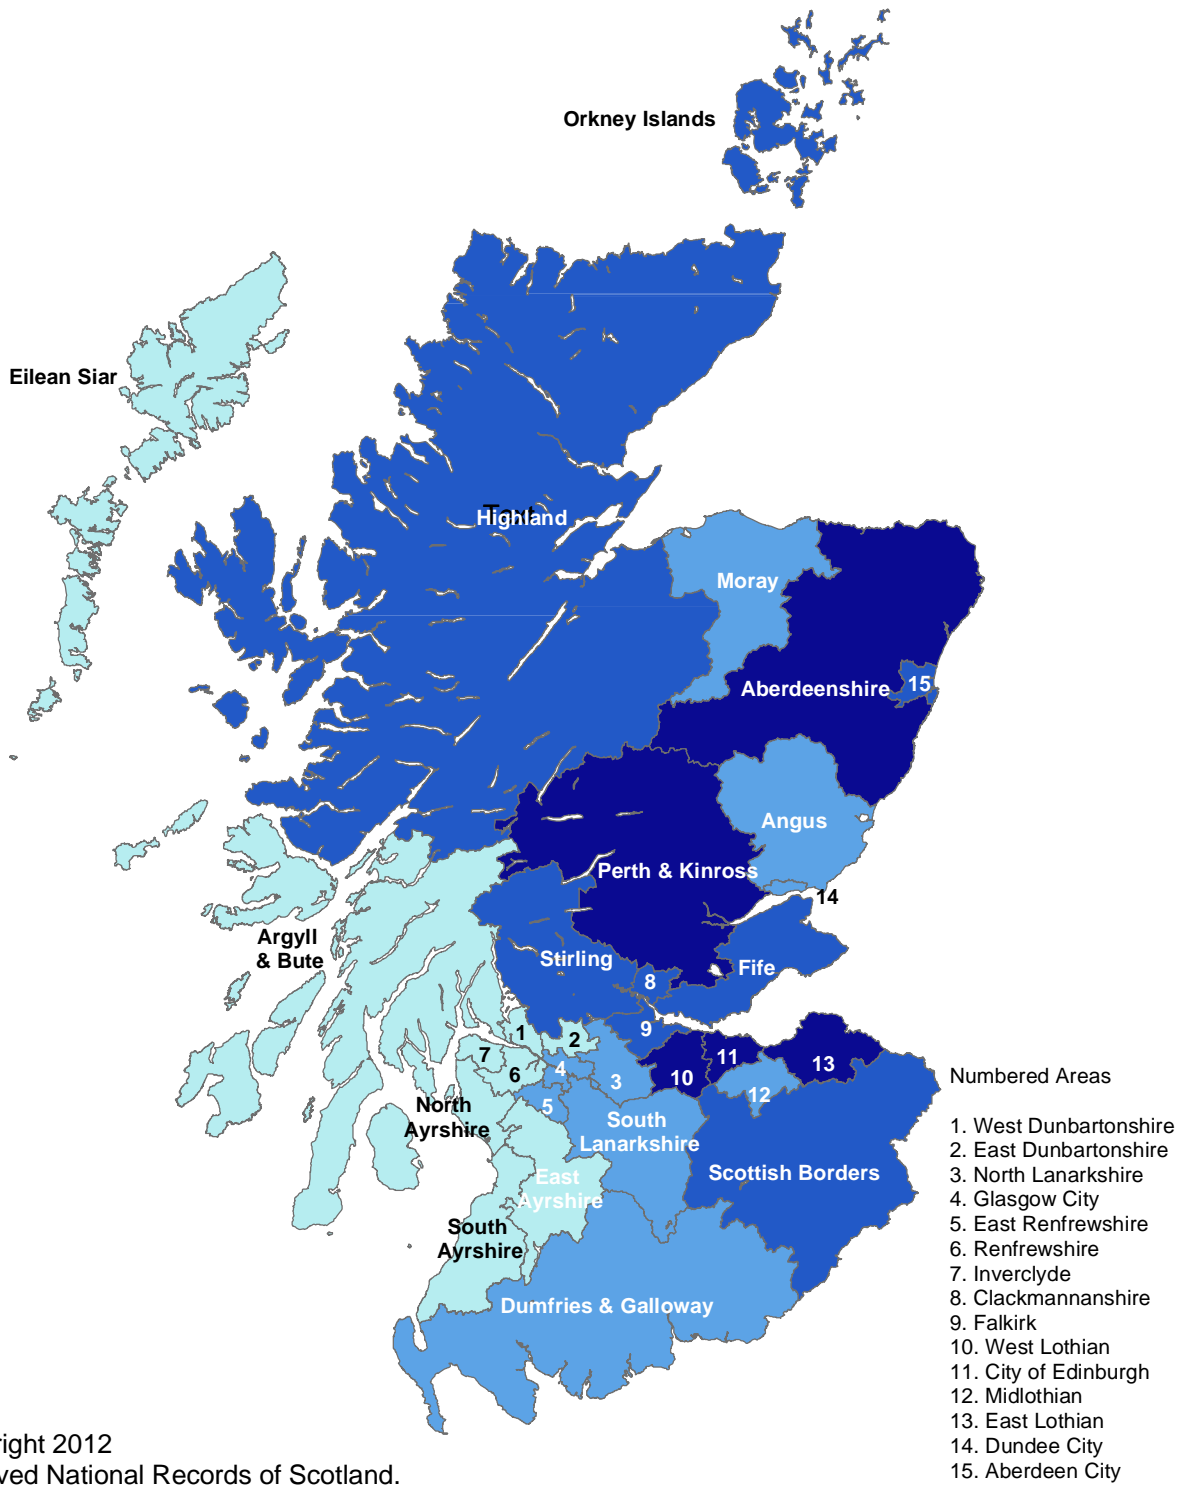 Orkney Islands
Eilean Siar
Text
Highland
Moray
Aberdeenshire
15
Angus
Perth & Kinross
14
Argyll
& Bute
Stirling
Fife
8
9
1
2
7
6
4
3
5
10
11
12
13
North
Ayrshire
South
Lanarkshire
Scottish Borders
East
Ayrshire
South
Ayrshire
Dumfries & Galloway
Numbered Areas
1. West Dunbartonshire
2. East Dunbartonshire
3. North Lanarkshire
4. Glasgow City
5. East Renfrewshire
6. Renfrewshire
7. Inverclyde
8. Clackmannanshire
9. Falkirk
10. West Lothian
11. City of Edinburgh
12. Midlothian
13. East Lothian
14. Dundee City
15. Aberdeen City
right 2012
ved National Records of Scotland.